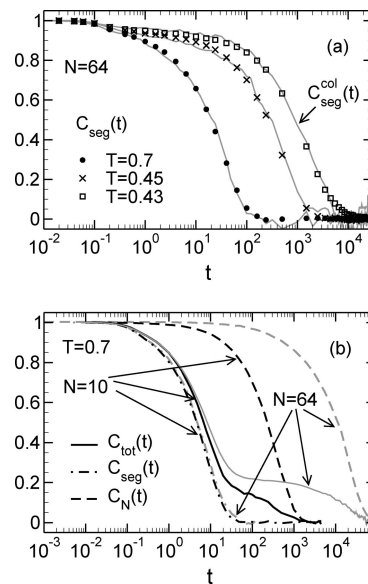 1
(a)
0.8
N=64
0.6
C_seg^col(t)
C_seg(t)
0.4
T=0.7
T=0.45
0.2
T=0.43
0
10^-2 10^-1 10^0 10^1 10^2 10^3 10^4
t
1
T=0.7
(b)
0.8
N=10
0.6
N=64
C_tot(t)
0.4
C_seg(t)
0.2
C_N(t)
0
10^-3 10^-2 10^-1 10^0 10^1 10^2 10^3 10^4
t